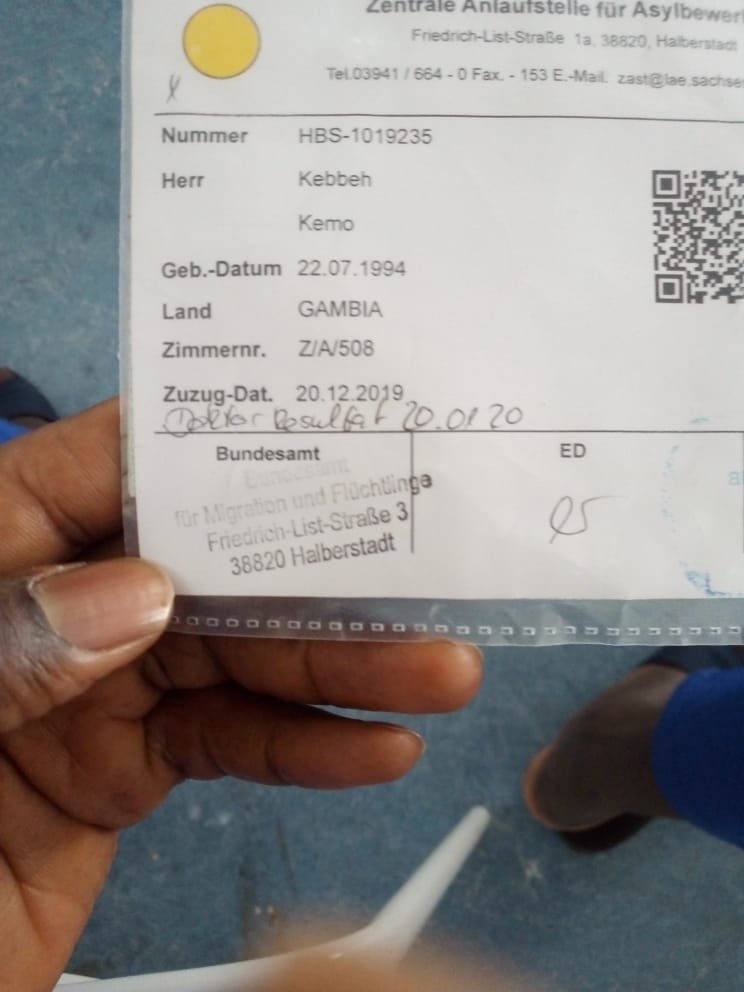 Zentrale Anlaufstelle für Asylbewer
Friedrich-List-Straße 1a, 38820, Halberstadt
Tel.03941 / 664 - 0 Fax. - 153 E.-Mail. zast@lae.sachse
Nummer HBS-1019235
Herr Kebbeh
Kemo
Geb.-Datum 22.07.1994
Land GAMBIA
Zimmernr. Z/A/508
Zuzug-Dat. 20.12.2019
Doktor Resultat 20.01.20
Bundesamt ED
Bundesamt
für Migration und Flüchtlinge
Friedrich-List-Straße 3
38820 Halberstadt